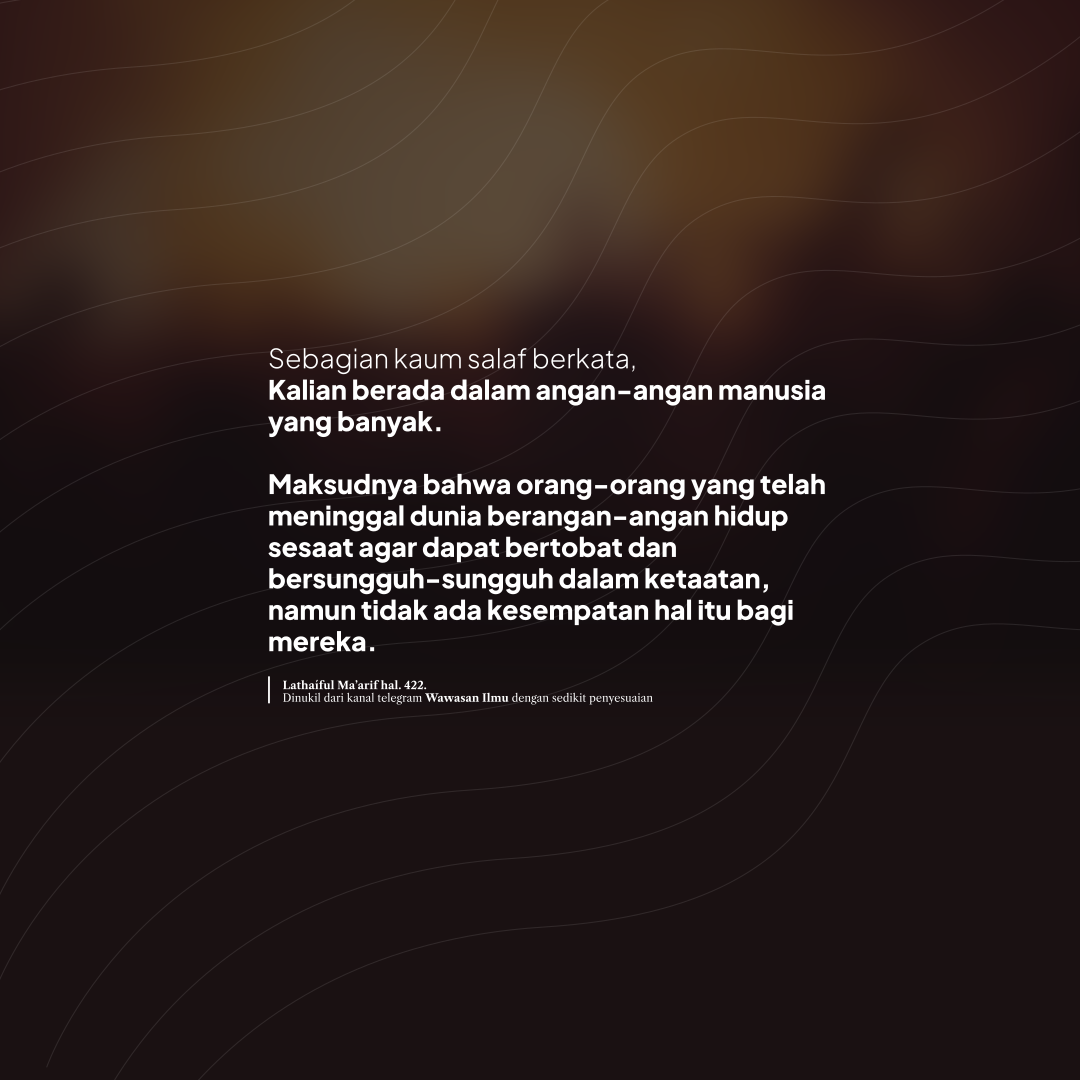 Sebagian kaum salaf berkata,
Kalian berada dalam angan-angan manusia
yang banyak.
Maksudnya bahwa orang-orang yang telah
meninggal dunia berangan-angan hidup
sesaat agar dapat bertobat dan
bersungguh-sungguh dalam ketaatan,
namun tidak ada kesempatan hal itu bagi
mereka.
Lathaiful Ma'arif hal. 422.
Dinukil dari kanal telegram Wawasan Ilmu dengan sedikit penyesuaian